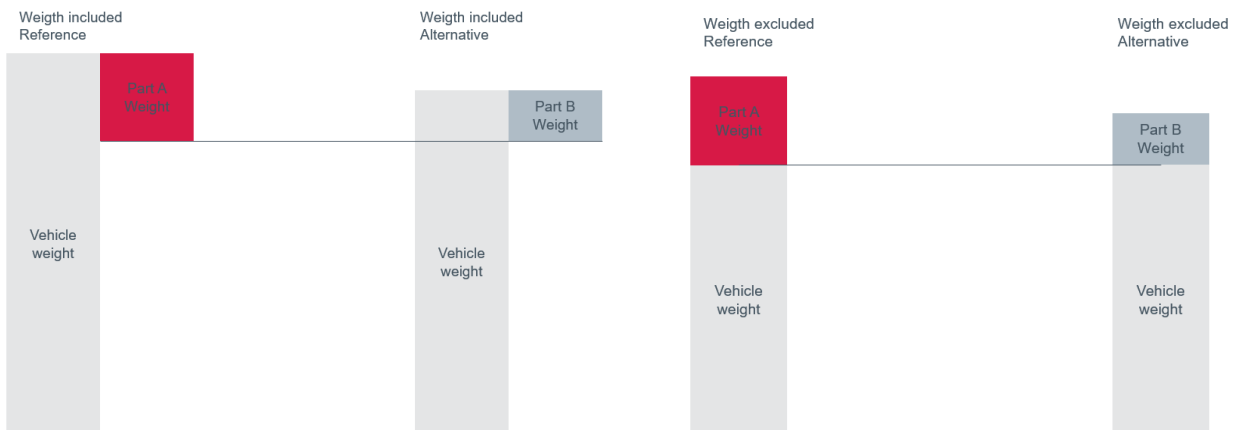 Weigth included
Reference
Weigth included
Alternative
Weigth excluded
Reference
Weigth excluded
Alternative
Part A
Weight
Part B
Weight
Part A
Weight
Part B
Weight
Vehicle
weight
Vehicle
weight
Vehicle
weight
Vehicle
weight